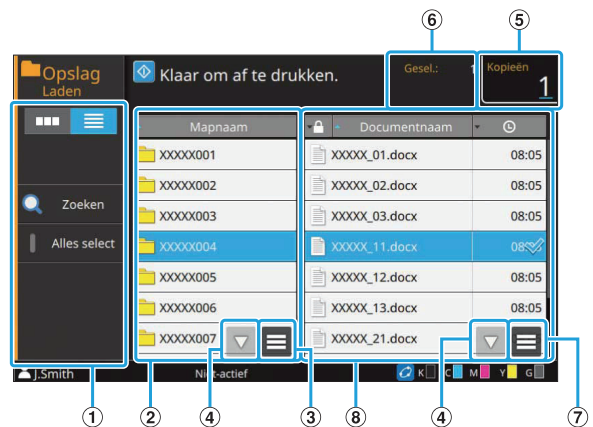 ⑥ ⑤
Opslag
Laden
Klaar om af te drukken.
Gesel.: 1
Kopieën
1
Mapnaam
Documentnaam
XXXXX001
XXXXX_01.docx 08:05
XXXXX002
XXXXX_02.docx 08:05
Zoeken
XXXXX003
XXXXX_03.docx 08:05
Alles select
XXXXX004
XXXXX_11.docx
XXXXX005
XXXXX_12.docx 08:05
XXXXX006
XXXXX_13.docx 08:05
XXXXX007
XXXXX_21.docx
J.Smith
Niet-actief
K C M Y G
① ② ④ ③ ⑧ ④ ⑦